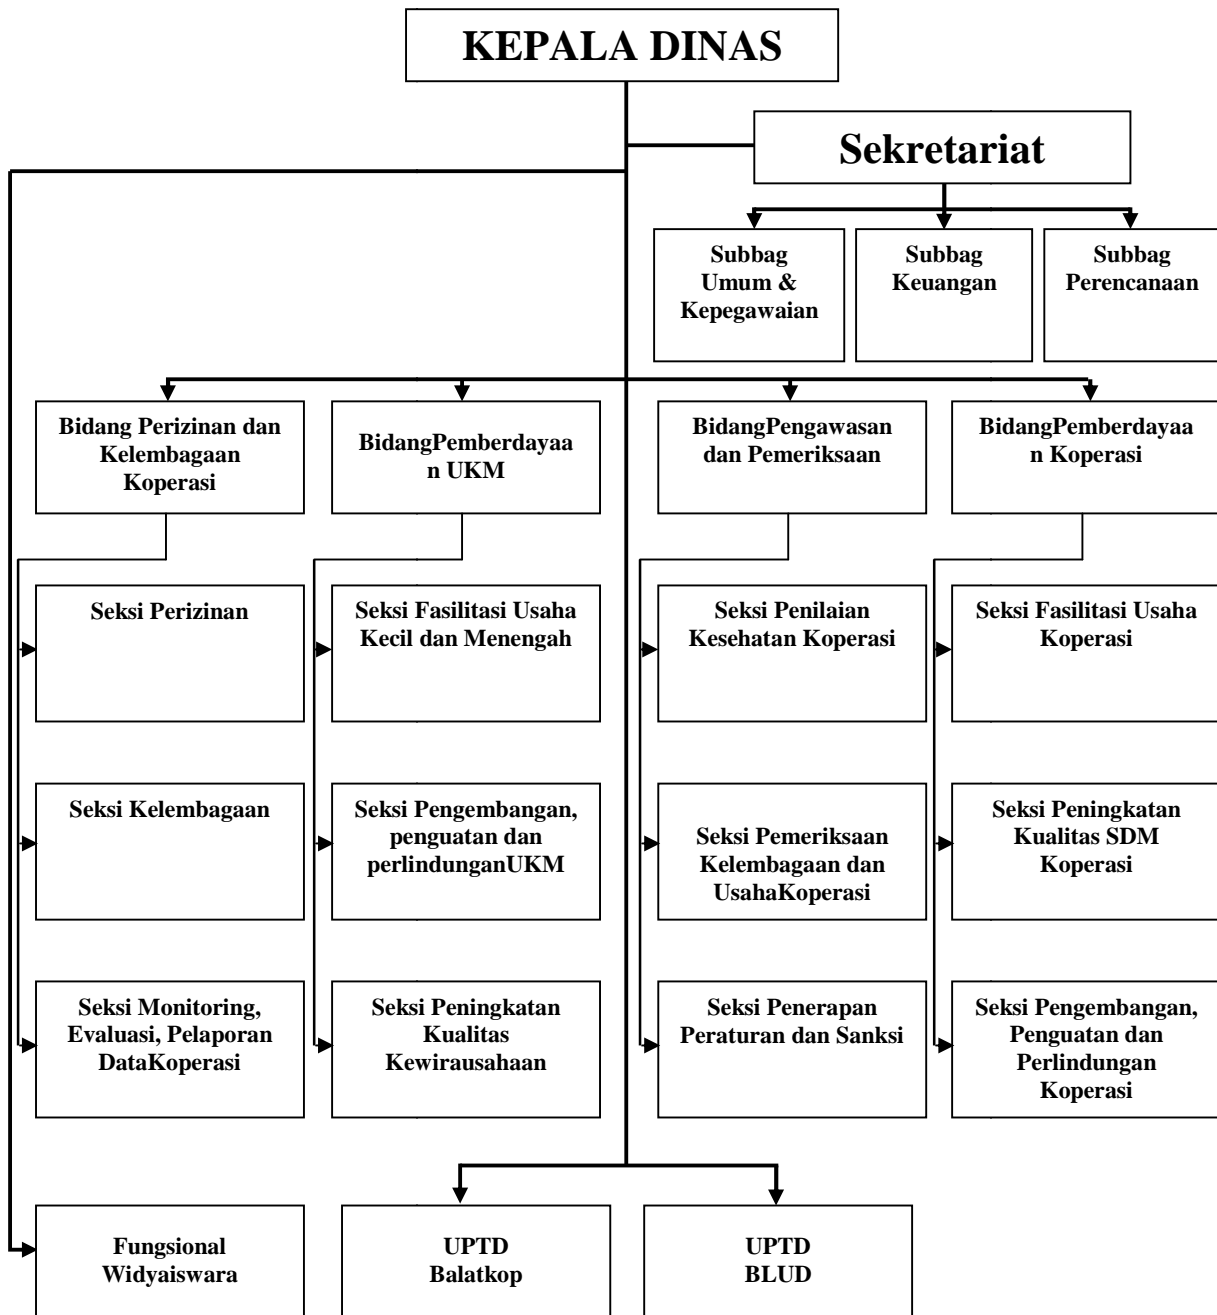 KEPALA DINAS
Sekretariat
Subbag
Umum &
Kepegawaian
Subbag
Keuangan
Subbag
Perencanaan
Bidang Perizinan dan
Kelembagaan
Koperasi
BidangPemberdayaa
n UKM
BidangPengawasan
dan Pemeriksaan
BidangPemberdayaa
n Koperasi
Seksi Perizinan
Seksi Fasilitasi Usaha
Kecil dan Menengah
Seksi Penilaian
Kesehatan Koperasi
Seksi Fasilitasi Usaha
Koperasi
Seksi Kelembagaan
Seksi Pengembangan,
penguatan dan
perlindunganUKM
Seksi Pemeriksaan
Kelembagaan dan
UsahaKoperasi
Seksi Peningkatan
Kualitas SDM
Koperasi
Seksi Monitoring,
Evaluasi, Pelaporan
DataKoperasi
Seksi Peningkatan
Kualitas
Kewirausahaan
Seksi Penerapan
Peraturan dan Sanksi
Seksi Pengembangan,
Penguatan dan
Perlindungan
Koperasi
Fungsional
Widyaiswara
UPTD
Balatkop
UPTD
BLUD